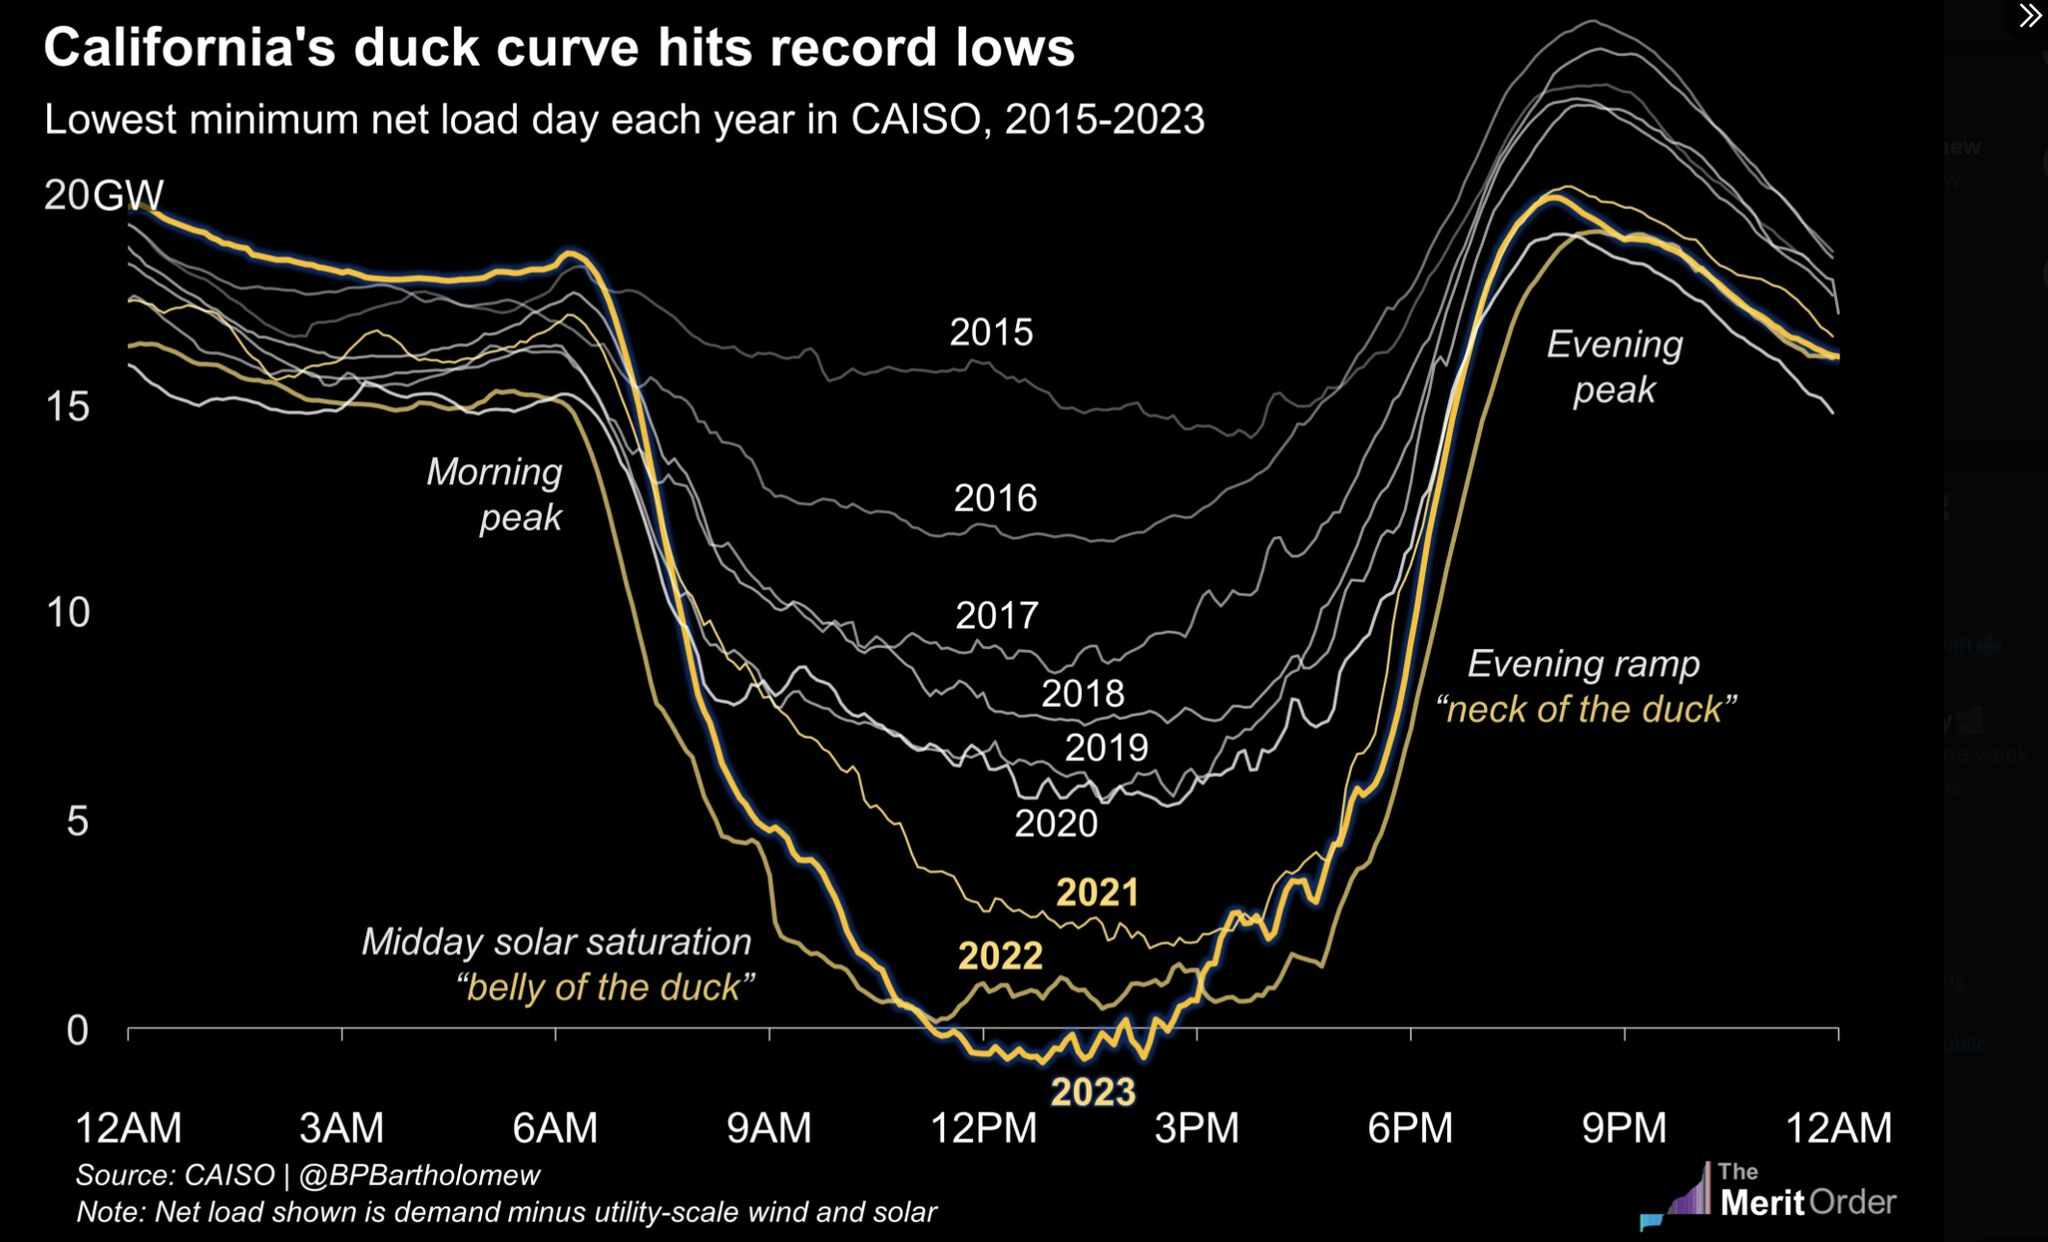 California's duck curve hits record lows
Lowest minimum net load day each year in CAISO, 2015-2023
20GW
15
10
5
0
2015
2016
2017
2018
2019
2020
2021
2022
2023
Morning
peak
Evening
peak
Evening ramp
“neck of the duck”
Midday solar saturation
“belly of the duck”
12AM 3AM 6AM 9AM 12PM 3PM 6PM 9PM 12AM
Source: CAISO | @BPBartholomew
Note: Net load shown is demand minus utility-scale wind and solar
The
Merit Order